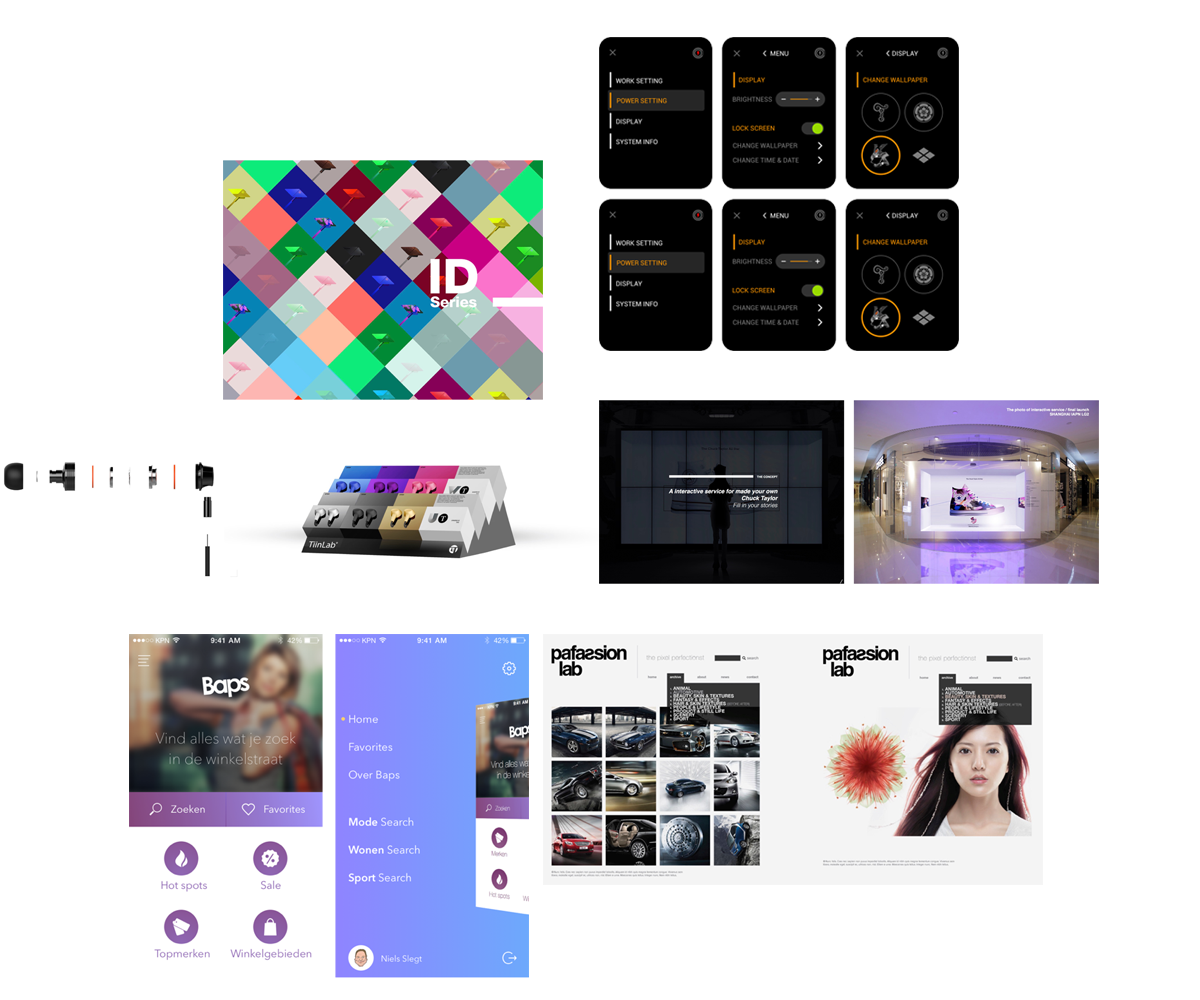 WORK SETTING
POWER SETTING
DISPLAY
SYSTEM INFO
MENU
DISPLAY
BRIGHTNESS
LOCK SCREEN
CHANGE WALLPAPER
CHANGE TIME & DATE
DISPLAY
CHANGE WALLPAPER
WORK SETTING
POWER SETTING
DISPLAY
SYSTEM INFO
MENU
DISPLAY
BRIGHTNESS
LOCK SCREEN
CHANGE WALLPAPER
CHANGE TIME & DATE
DISPLAY
CHANGE WALLPAPER
ID
Series
TiinLab
THE CONCEPT
A interactive service for made your own
Chuck Taylor
Fill in your stories
The photo of interactive service / final launch
SHANGHAI IAPM LG2
KPN 9:41 AM 42%
Baps
Vind alles wat je zoek
in de winkelstraat
Zoeken Favorites
Hot spots Sale
Topmerken Winkelgebieden
KPN 9:41 AM 42%
Home
Favorites
Over Baps
Mode Search
Wonen Search
Sport Search
Niels Slegt
9:41 AM
Baps
Vind alles wa
in de winke
Zoeken
Merken
Hot spots
pafassion
lab
the pixel perfectionist
search
home archive about news contact
ANIMAL
AUTOMOTIVE
BEAUTY, SKIN & TEXTURES
FANTASY & EFFECTS
HAIR & SKIN TEXTURES
PEOPLE & LIFESTYLE
PRODUCT & STILL LIFE
SCENERY
SPORT
pafassion
lab
the pixel perfectionist
search
home archive about news contact
ANIMAL
AUTOMOTIVE
BEAUTY, SKIN & TEXTURES
FANTASY & EFFECTS
HAIR & SKIN TEXTURES
PEOPLE & LIFESTYLE
PRODUCT & STILL LIFE
SCENERY
SPORT